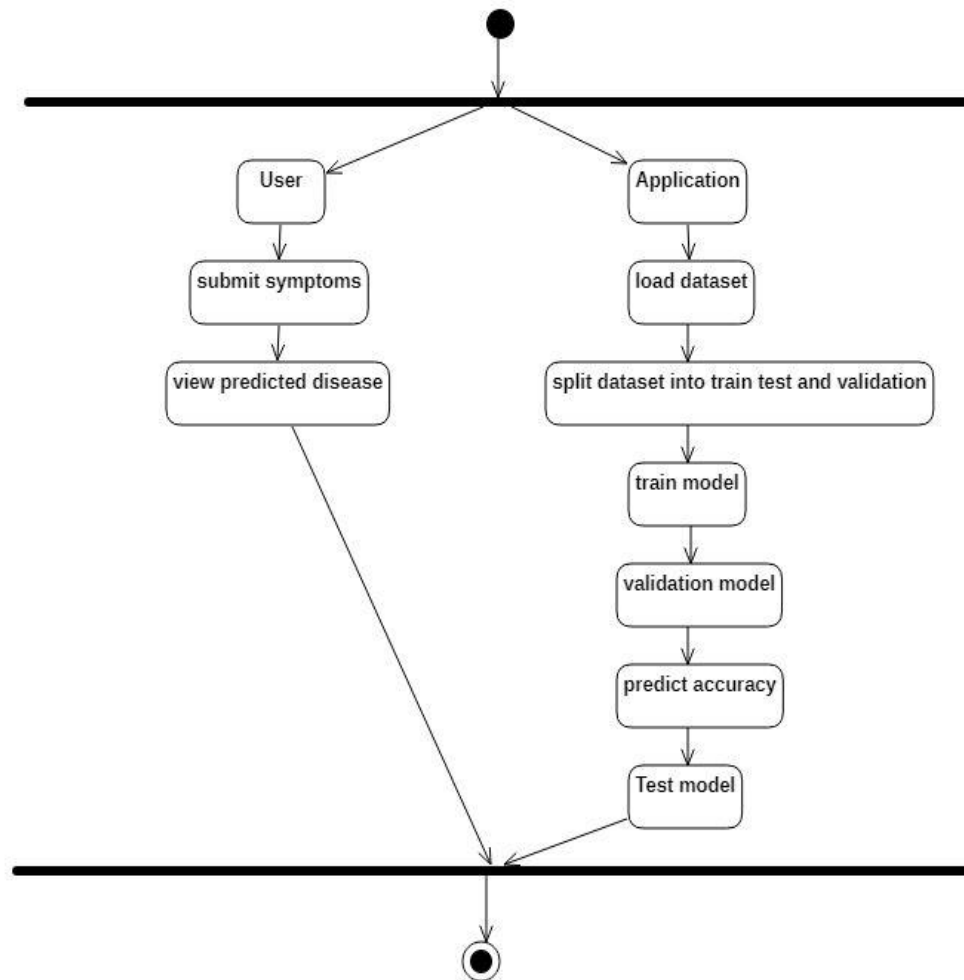 User
Application
submit symptoms
load dataset
view predicted disease
split dataset into train test and validation
train model
validation model
predict accuracy
Test model